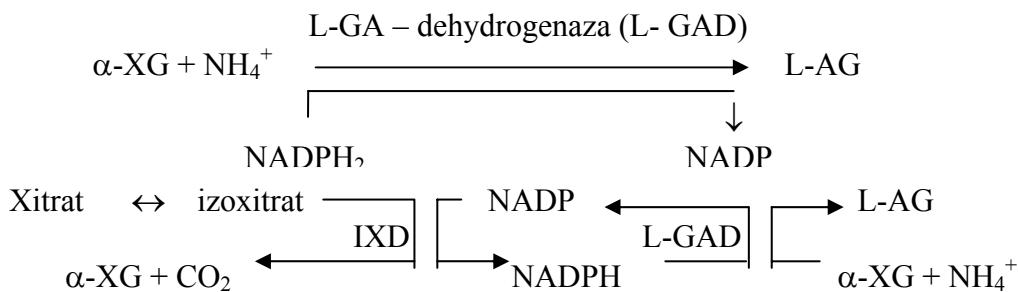 L-GA – dehydrogenaza (L- GAD)
α-XG + NH₄⁺ L-AG
↓
NADPH₂ NADP
Xitrat ↔ izoxitrat NADP L-AG
IXD L-GAD
α-XG + CO₂ NADPH α-XG + NH₄⁺